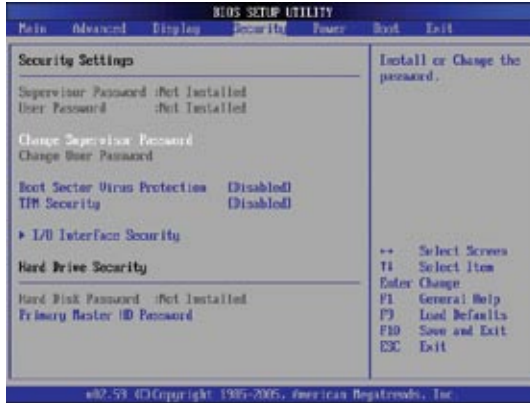 BIOS SETUP UTILITY
Main Advanced Display Security Power Boot Exit
Security Settings
Supervisor Password :Not Installed
User Password :Not Installed
Change Supervisor Password
Change User Password
Boot Sector Virus Protection [Disabled]
TPM Security [Disabled]
▶ I/O Interface Security
Hard Drive Security
Hard Disk Password :Not Installed
Primary Master HD Password
Install or Change the
password.
↔ Select Screen
↑↓ Select Item
Enter Change
F1 General Help
F9 Load Defaults
F10 Save and Exit
ESC Exit
v02.59 (C)Copyright 1985-2005, American Megatrends, Inc.